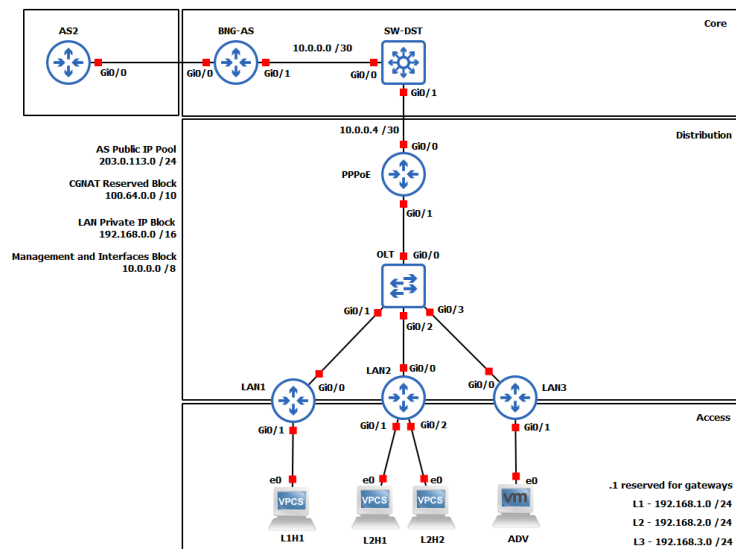 AS2
BNG-AS
SW-DST
Core
10.0.0.0 /30
Gi0/0
Gi0/0
Gi0/1
Gi0/0
Gi0/1
10.0.0.4 /30
Distribution
Gi0/0
AS Public IP Pool
203.0.113.0 /24
PPPoE
CGNAT Reserved Block
100.64.0.0 /10
Gi0/1
LAN Private IP Block
192.168.0.0 /16
Management and Interfaces Block
10.0.0.0 /8
OLT
Gi0/0
Gi0/1
Gi0/2
Gi0/3
LAN1
Gi0/0
LAN2
Gi0/0
Gi0/0
LAN3
Access
Gi0/1
Gi0/1
Gi0/2
Gi0/1
e0
e0
e0
e0
VPCS
VPCS
VPCS
vm
L1H1
L2H1
L2H2
ADV
.1 reserved for gateways
L1 - 192.168.1.0 /24
L2 - 192.168.2.0 /24
L3 - 192.168.3.0 /24